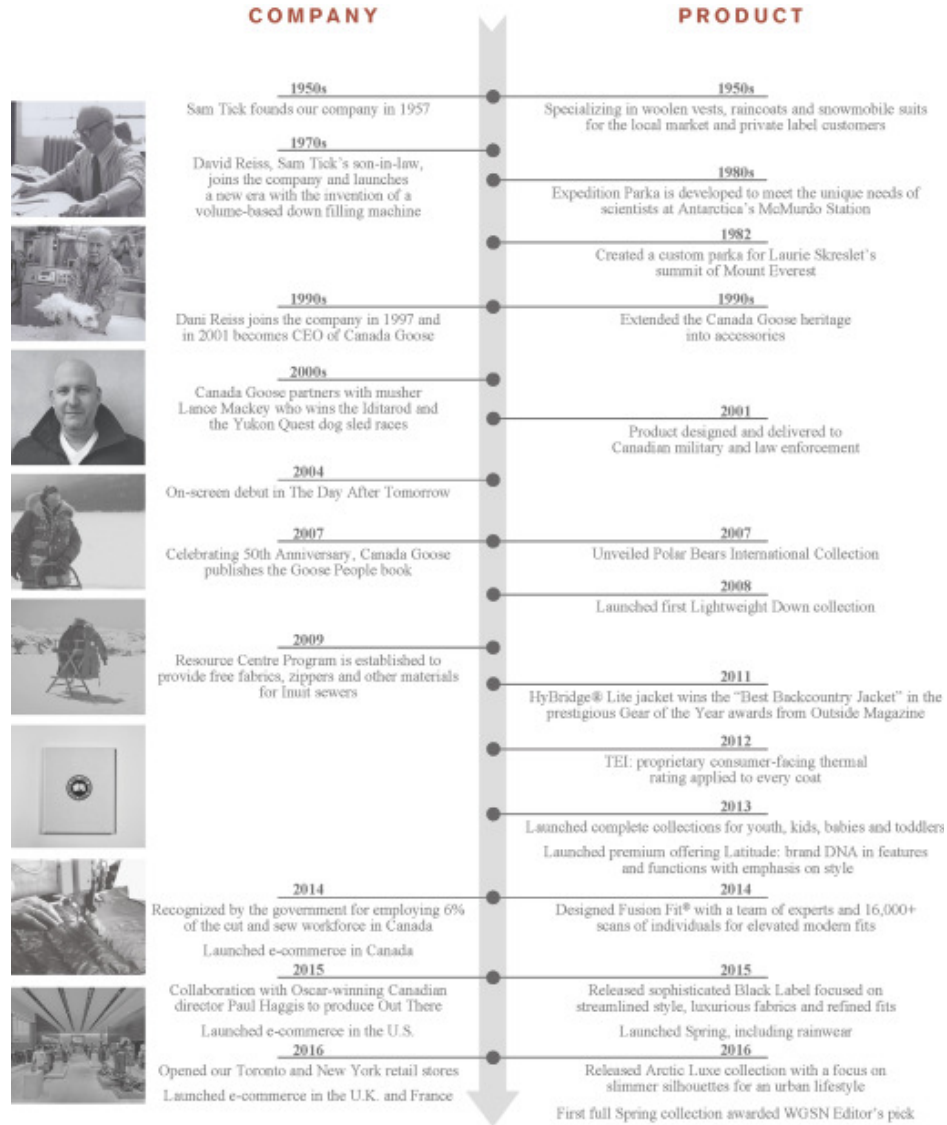 COMPANY
PRODUCT
1950s
Sam Tick founds our company in 1957
1950s
Specializing in woolen vests, raincoats and snowmobile suits
for the local market and private label customers
1970s
David Reiss, Sam Tick's son-in-law,
joins the company and launches
a new era with the invention of a
volume-based down filling machine
1980s
Expedition Parka is developed to meet the unique needs of
scientists at Antarctica's McMurdo Station
1982
Created a custom parka for Laurie Skreslet's
summit of Mount Everest
1990s
Dani Reiss joins the company in 1997 and
in 2001 becomes CEO of Canada Goose
1990s
Extended the Canada Goose heritage
into accessories
2000s
Canada Goose partners with musher
Lance Mackey who wins the Iditarod and
the Yukon Quest dog sled races
2001
Product designed and delivered to
Canadian military and law enforcement
2004
On-screen debut in The Day After Tomorrow
2007
Celebrating 50th Anniversary, Canada Goose
publishes the Goose People book
2007
Unveiled Polar Bears International Collection
2008
Launched first Lightweight Down collection
2009
Resource Centre Program is established to
provide free fabrics, zippers and other materials
for Inuit sewers
2011
HyBridge® Lite jacket wins the “Best Backcountry Jacket” in the
prestigious Gear of the Year awards from Outside Magazine
2012
TEI: proprietary consumer-facing thermal
rating applied to every coat
2013
Launched complete collections for youth, kids, babies and toddlers
Launched premium offering Latitude: brand DNA in features
and functions with emphasis on style
2014
Recognized by the government for employing 6%
of the cut and sew workforce in Canada
Launched e-commerce in Canada
2014
Designed Fusion Fit® with a team of experts and 16,000+
scans of individuals for elevated modern fits
2015
Collaboration with Oscar-winning Canadian
director Paul Haggis to produce Out There
Launched e-commerce in the U.S.
2015
Released sophisticated Black Label focused on
streamlined style, luxurious fabrics and refined fits
Launched Spring, including rainwear
2016
Opened our Toronto and New York retail stores
Launched e-commerce in the U.K. and France
2016
Released Arctic Luxe collection with a focus on
slimmer silhouettes for an urban lifestyle
First full Spring collection awarded WGSN Editor's pick